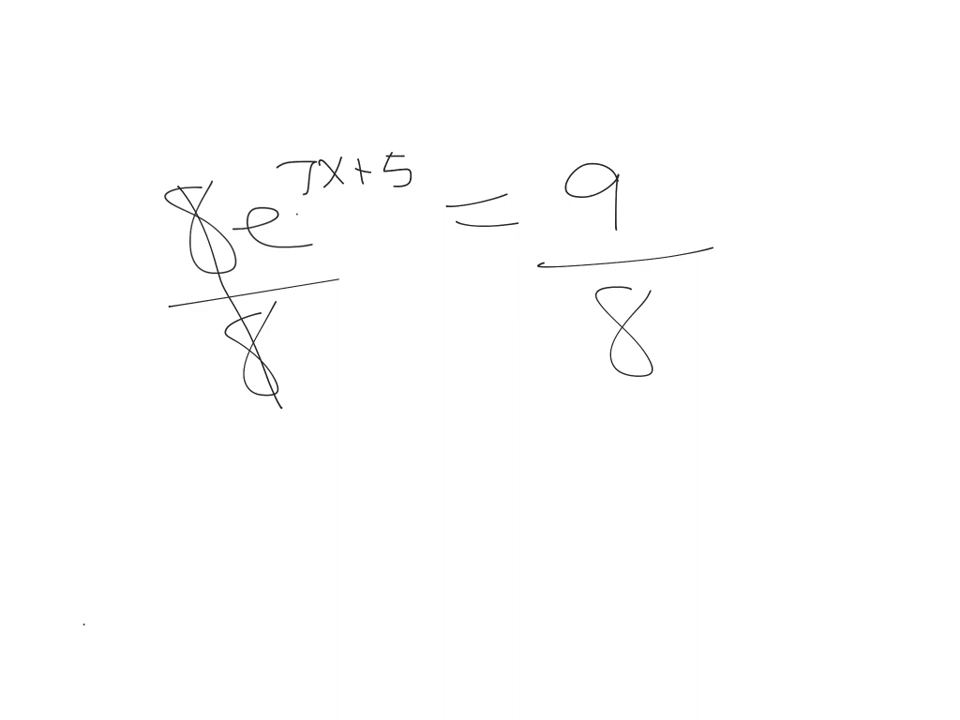 8e^{7x+5} = 9
8 8